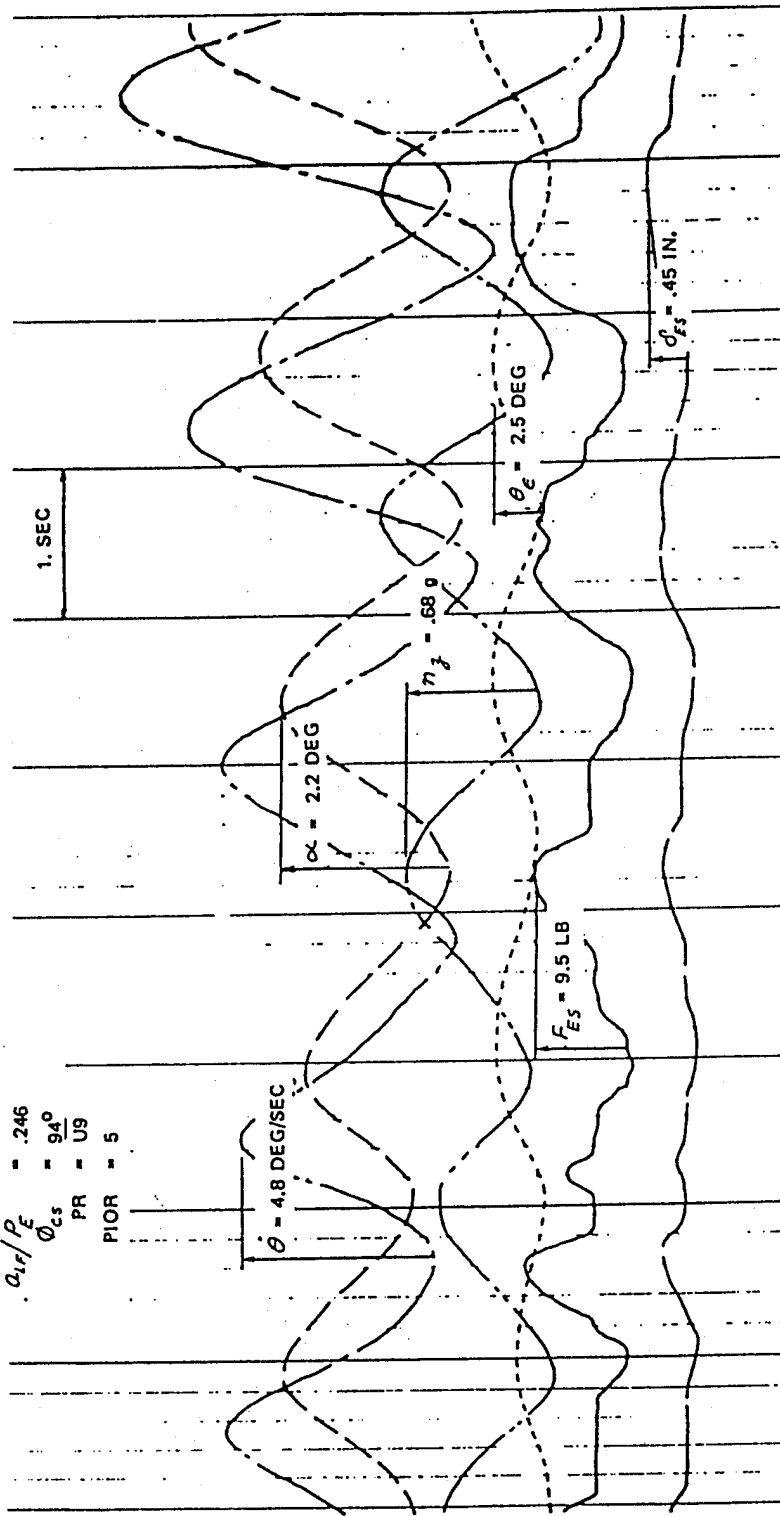 a_LF/P_E = .246
Φ_CS = 94°
PR = U9
PIOR = 5
1. SEC
θ̇ = 4.8 DEG/SEC
α = 2.2 DEG
n_z = .68 g
θ_e = 2.5 DEG
F_ES = 9.5 LB
δ_ES = .45 IN.